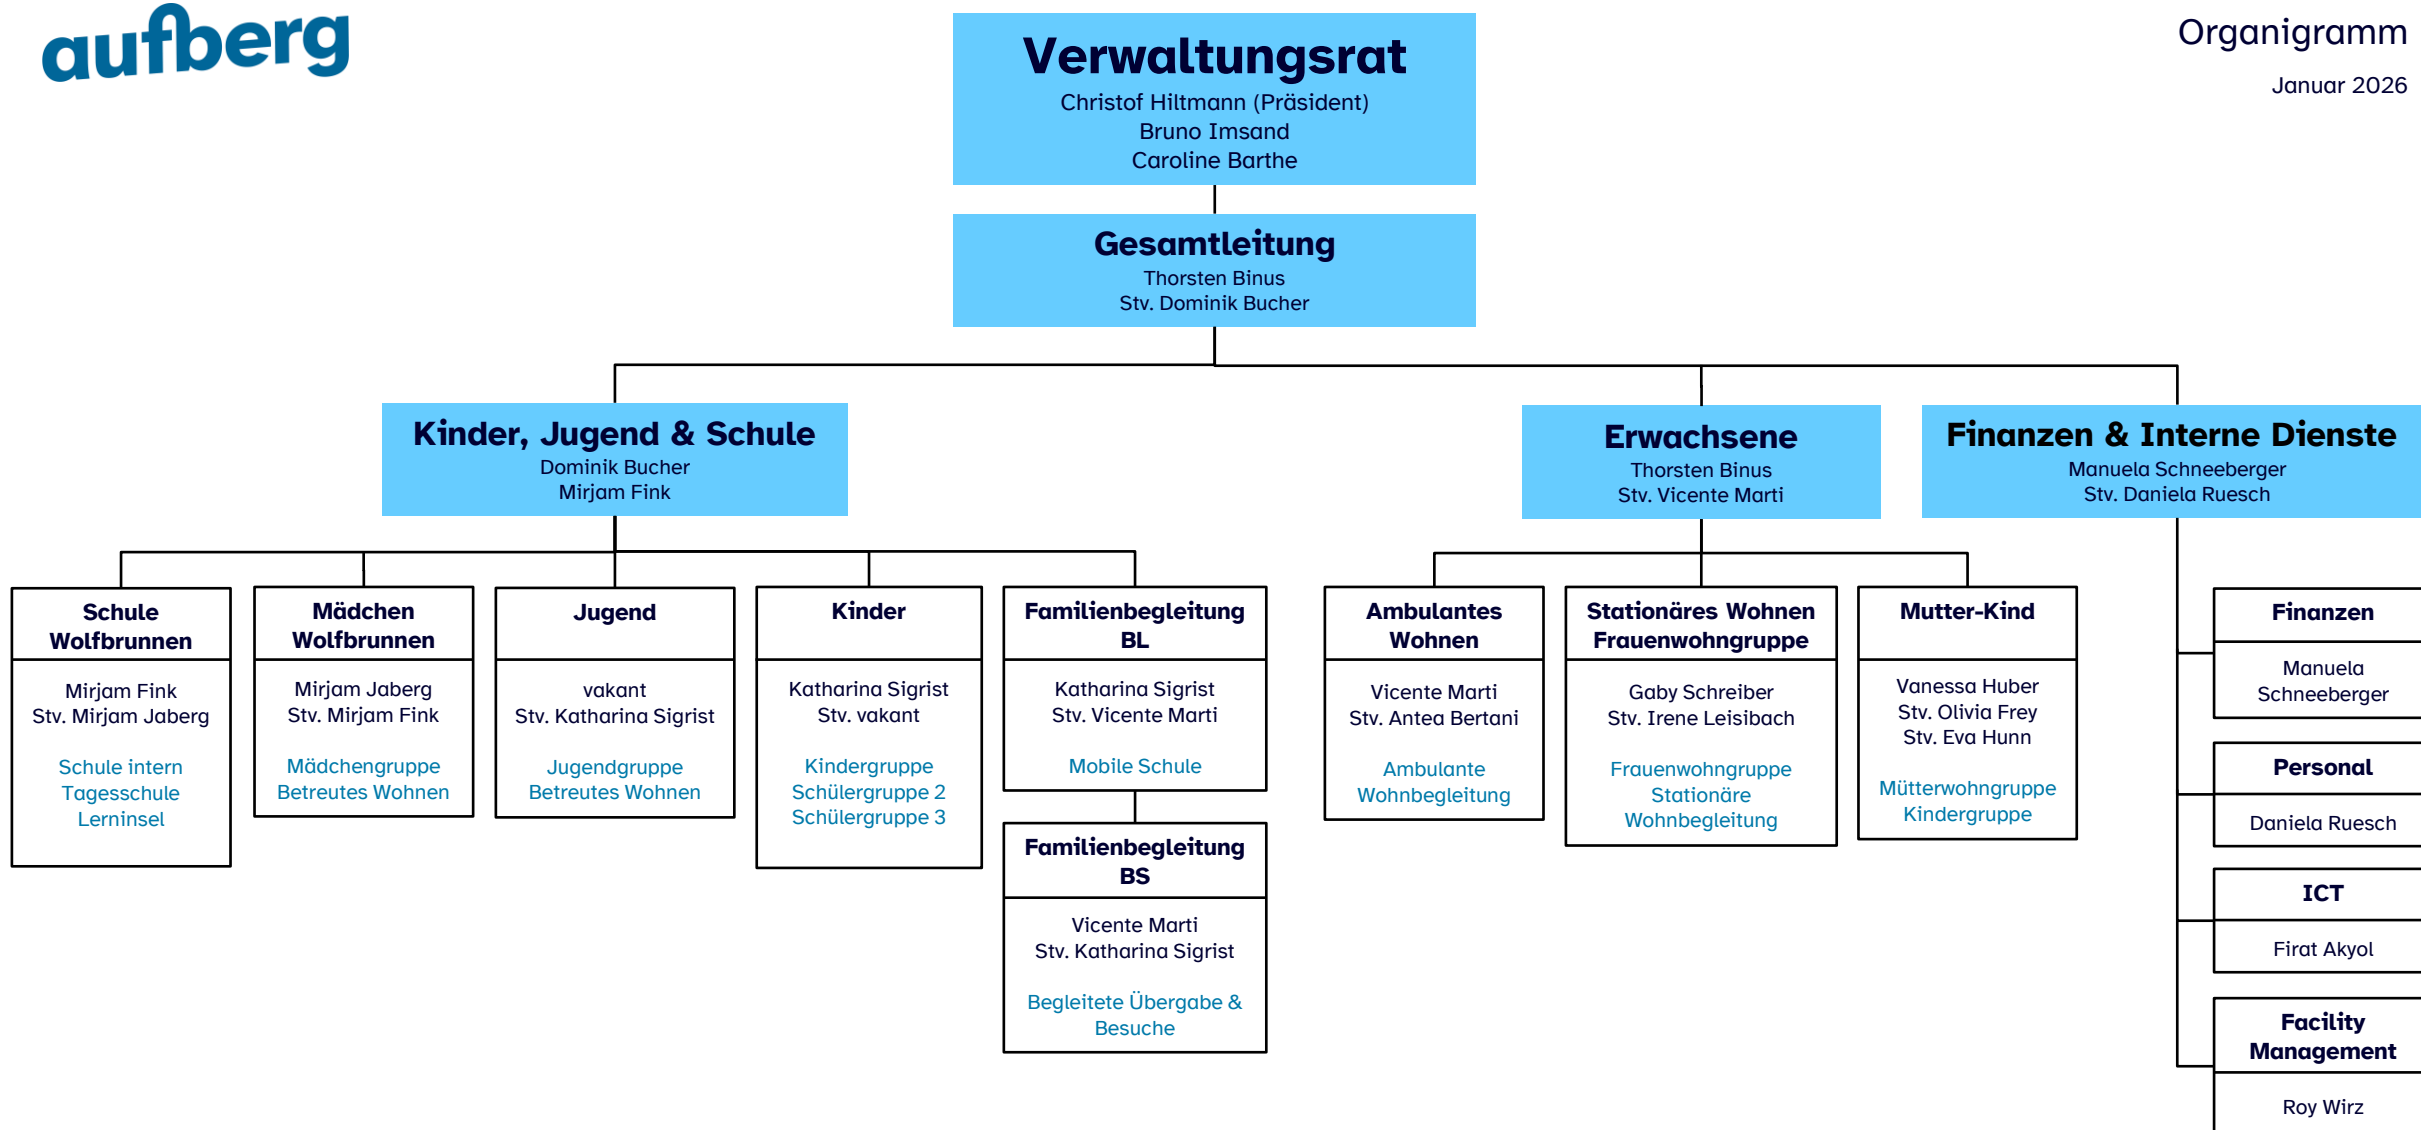 aufberg
Organigramm
Januar 2026
Verwaltungsrat
Christof Hiltmann (Präsident)
Bruno Imsand
Caroline Barthe
Gesamtleitung
Thorsten Binus
Stv. Dominik Bucher
Kinder, Jugend & Schule
Dominik Bucher
Mirjam Fink
Erwachsene
Thorsten Binus
Stv. Vicente Marti
Finanzen & Interne Dienste
Manuela Schneeberger
Stv. Daniela Ruesch
Schule
Wolfbrunnen
Mirjam Fink
Stv. Mirjam Jaberg
Schule intern
Tagesschule
Lerninsel
Mädchen
Wolfbrunnen
Mirjam Jaberg
Stv. Mirjam Fink
Mädchengruppe
Betreutes Wohnen
Jugend
vakant
Stv. Katharina Sigrist
Jugendgruppe
Betreutes Wohnen
Kinder
Katharina Sigrist
Stv. vakant
Kindergruppe
Schülergruppe 2
Schülergruppe 3
Familienbegleitung
BL
Katharina Sigrist
Stv. Vicente Marti
Mobile Schule
Familienbegleitung
BS
Vicente Marti
Stv. Katharina Sigrist
Begleitete Übergabe &
Besuche
Ambulantes
Wohnen
Vicente Marti
Stv. Antea Bertani
Ambulante
Wohnbegleitung
Stationäres Wohnen
Frauenwohngruppe
Gaby Schreiber
Stv. Irene Leisibach
Frauenwohngruppe
Stationäre
Wohnbegleitung
Mutter-Kind
Vanessa Huber
Stv. Olivia Frey
Stv. Eva Hunn
Mütterwohngruppe
Kindergruppe
Finanzen
Manuela
Schneeberger
Personal
Daniela Ruesch
ICT
Firat Akyol
Facility
Management
Roy Wirz